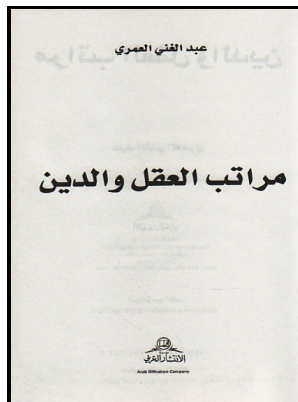 عبد الغني العمري
مراتب العقل والدين
الانتشار العربي
Arab Diffusion Company